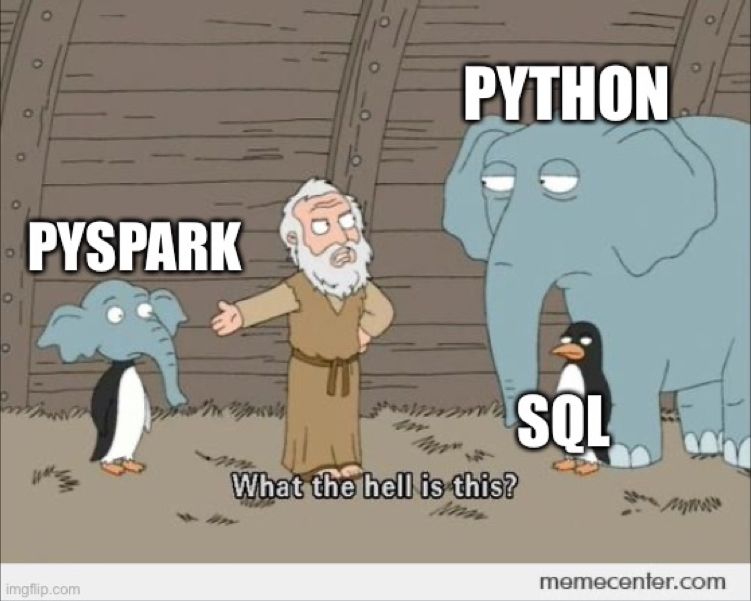 PYTHON
PYSPARK
SQL
What the hell is this?
imgflip.com
memecenter.com